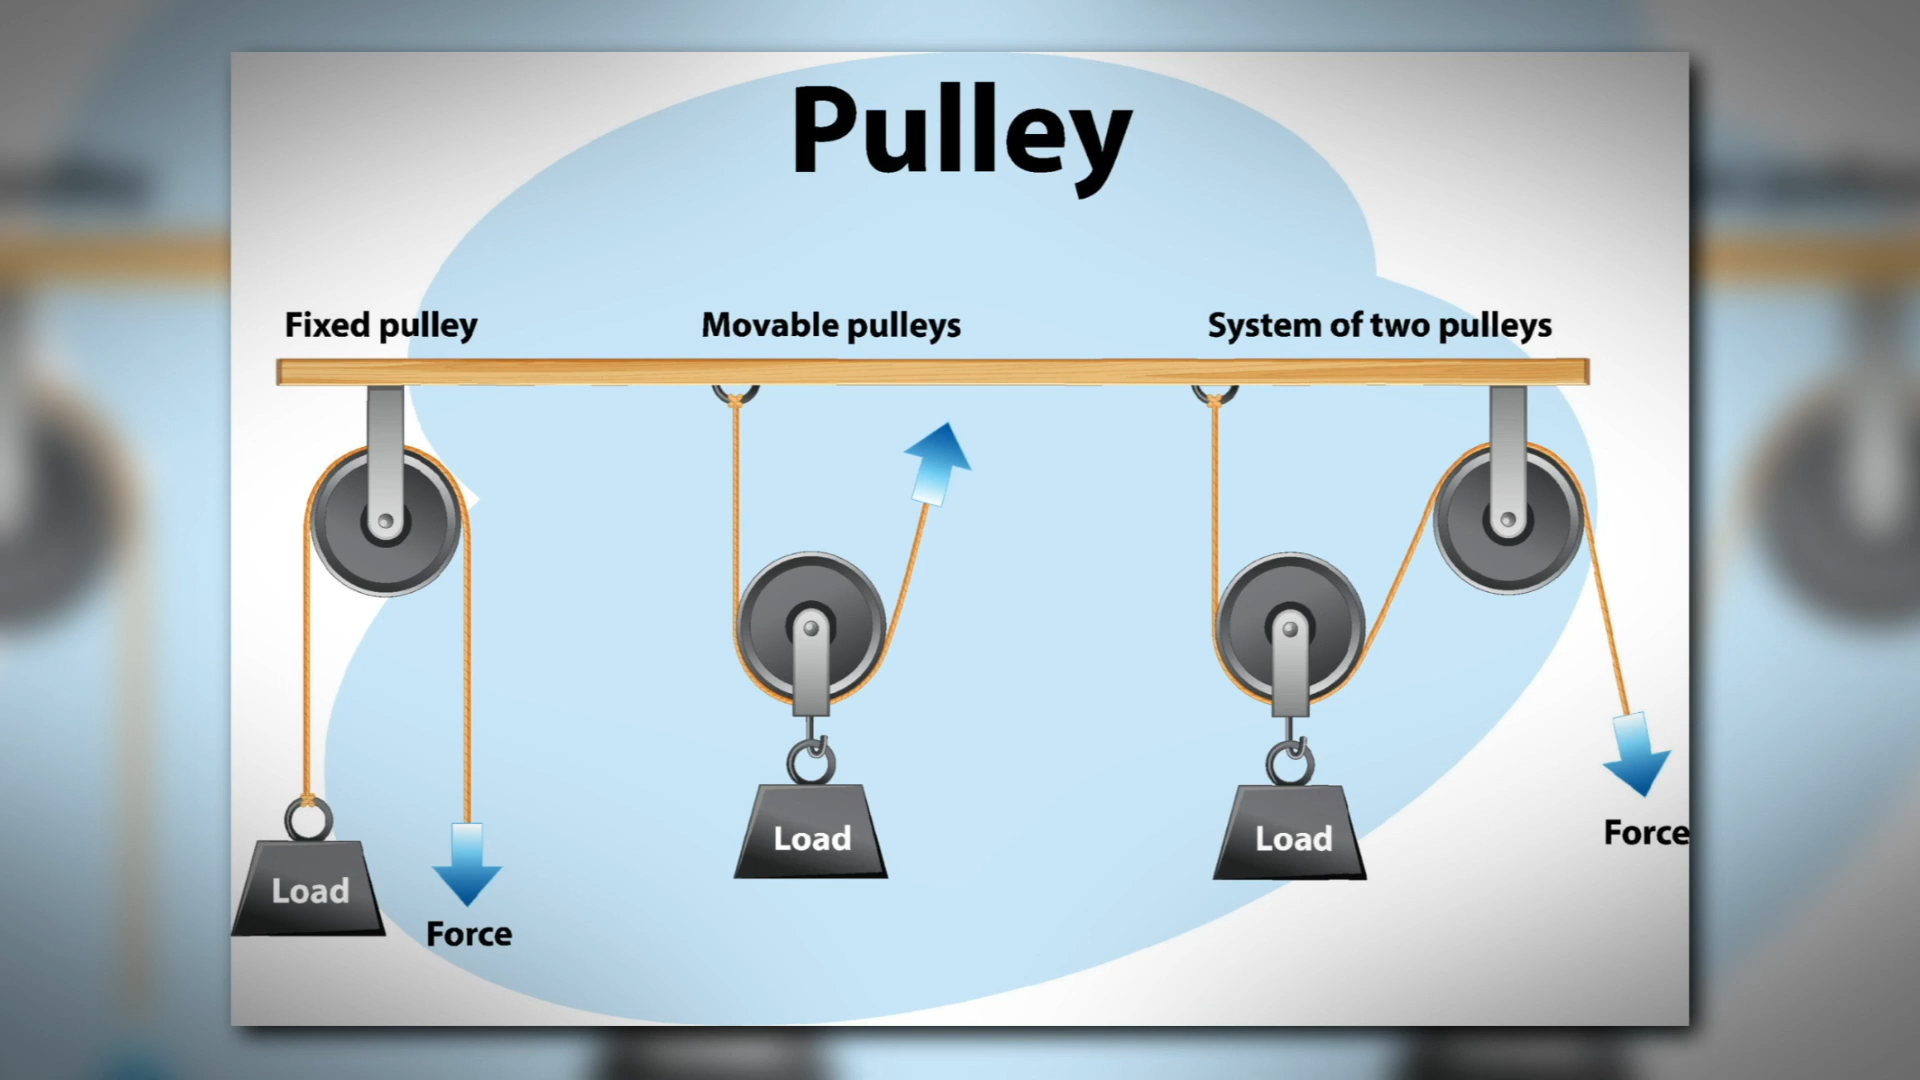 Pulley
Fixed pulley
Movable pulleys
System of two pulleys
Load
Force
Load
Load
Force